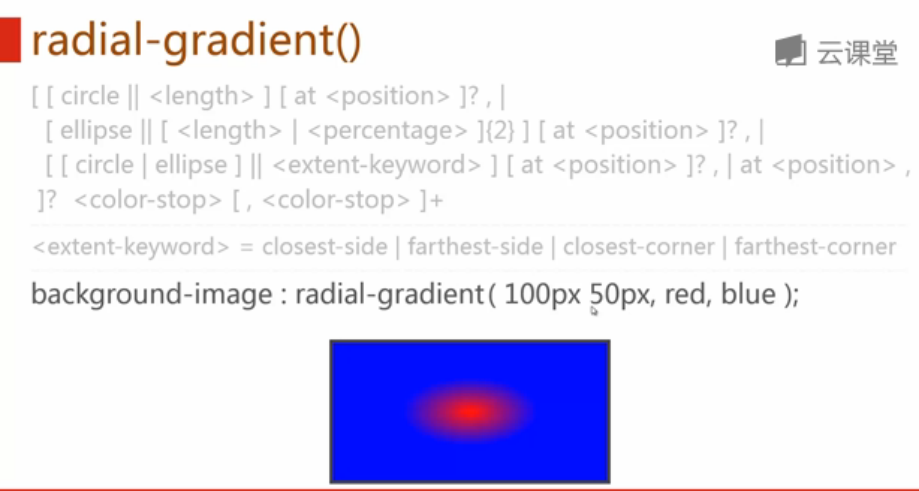 radial-gradient()
云课堂
[ [ circle || <length> ] [ at <position> ]? , |
[ ellipse || [ <length> | <percentage> ]{2} ] [ at <position> ]? , |
[ [ circle | ellipse ] || <extent-keyword> ] [ at <position> ]? , | at <position> ,
]? <color-stop> [ , <color-stop> ]+
<extent-keyword> = closest-side | farthest-side | closest-corner | farthest-corner
background-image : radial-gradient( 100px 50px, red, blue );